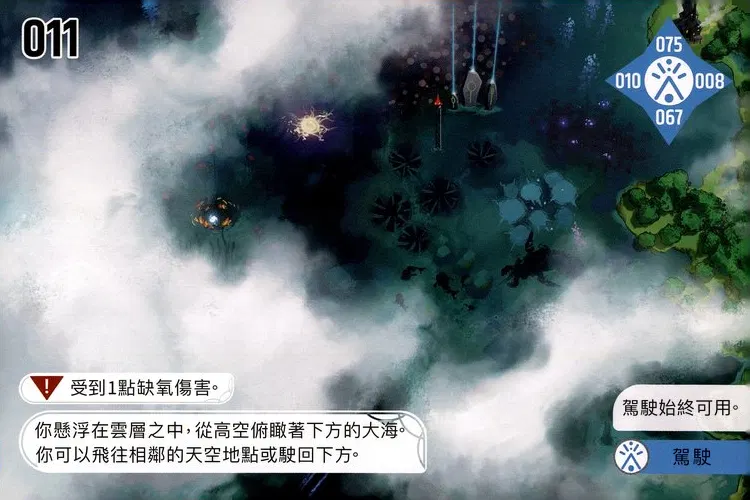 011
075
010
008
067
! 受到1點缺氧傷害。
你懸浮在雲層之中，從高空俯瞰著下方的大海。
你可以飛往相鄰的天空地點或駛回下方。
駕駛始終可用。
駕駛